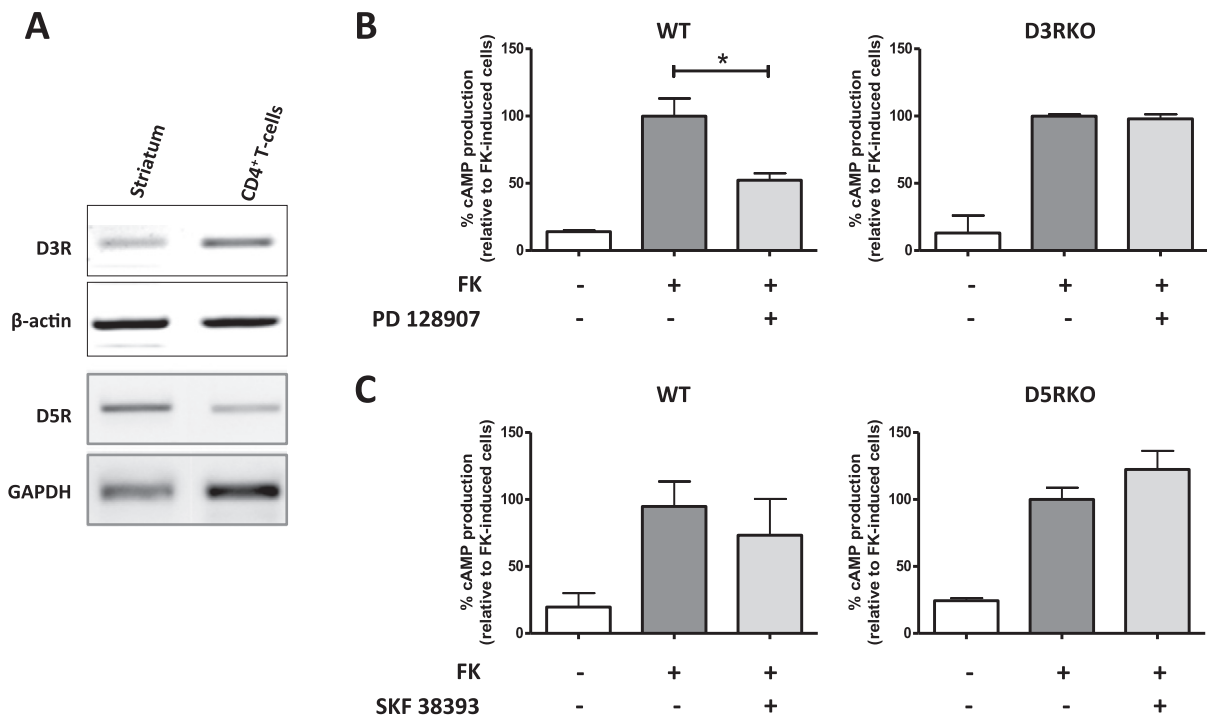 A
Striatum
CD4+ T-cells
D3R
β-actin
D5R
GAPDH
B
WT
% cAMP production
(relative to FK-induced cells)
150
100
50
0
*
D3RKO
% cAMP production
(relative to FK-induced cells)
150
100
50
0
FK - + + - + +
PD 128907 - - + - - +
C
WT
% cAMP production
(relative to FK-induced cells)
150
100
50
0
D5RKO
% cAMP production
(relative to FK-induced cells)
150
100
50
0
FK - + + - + +
SKF 38393 - - + - - +